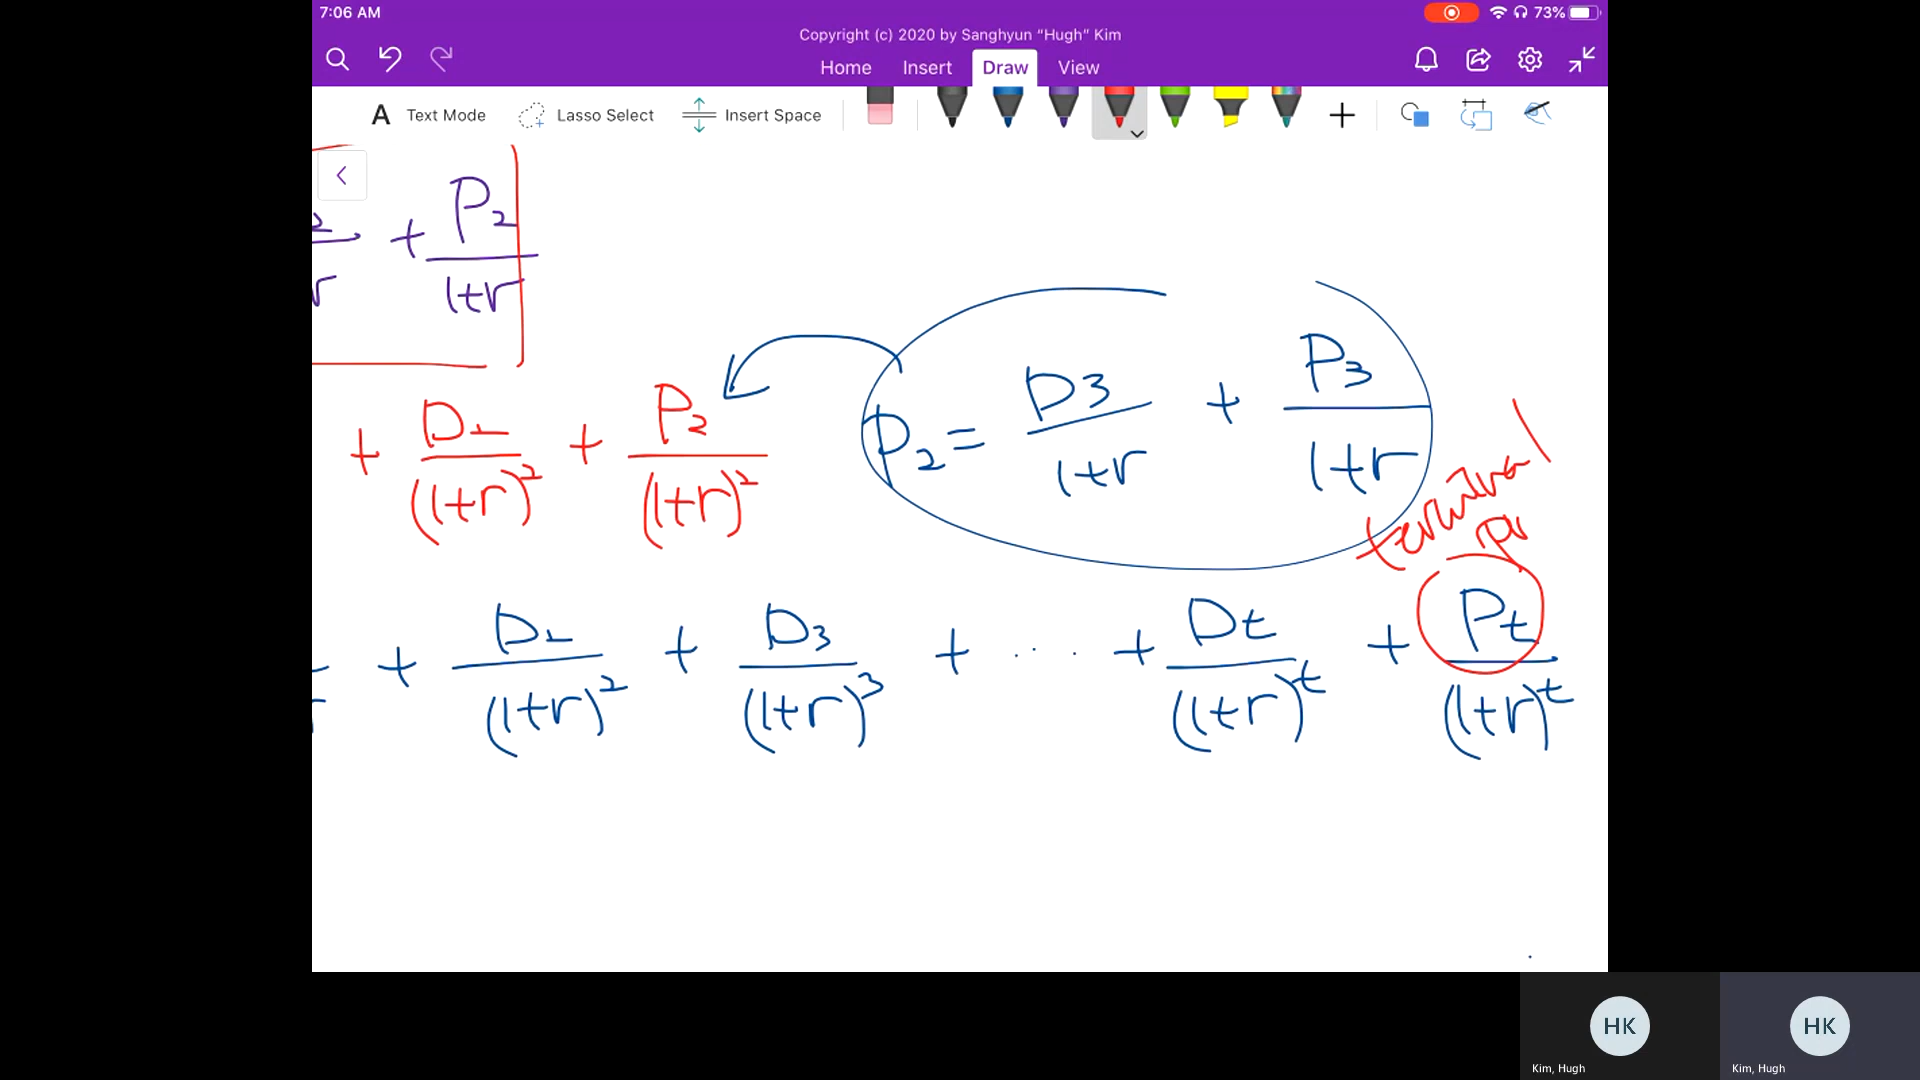 7:06 AM
73%
Copyright (c) 2020 by Sanghyun “Hugh” Kim
Home Insert Draw View
A Text Mode Lasso Select Insert Space
+ P2 / 1+r
+ D2 / (1+r)^2 + P2 / (1+r)^2
P2 = D3 / 1+r + P3 / 1+r
terminal
pr
+ D2 / (1+r)^2 + D3 / (1+r)^3 + .... + Dt / (1+r)^t + Pt / (1+r)^t
HK
Kim, Hugh
HK
Kim, Hugh